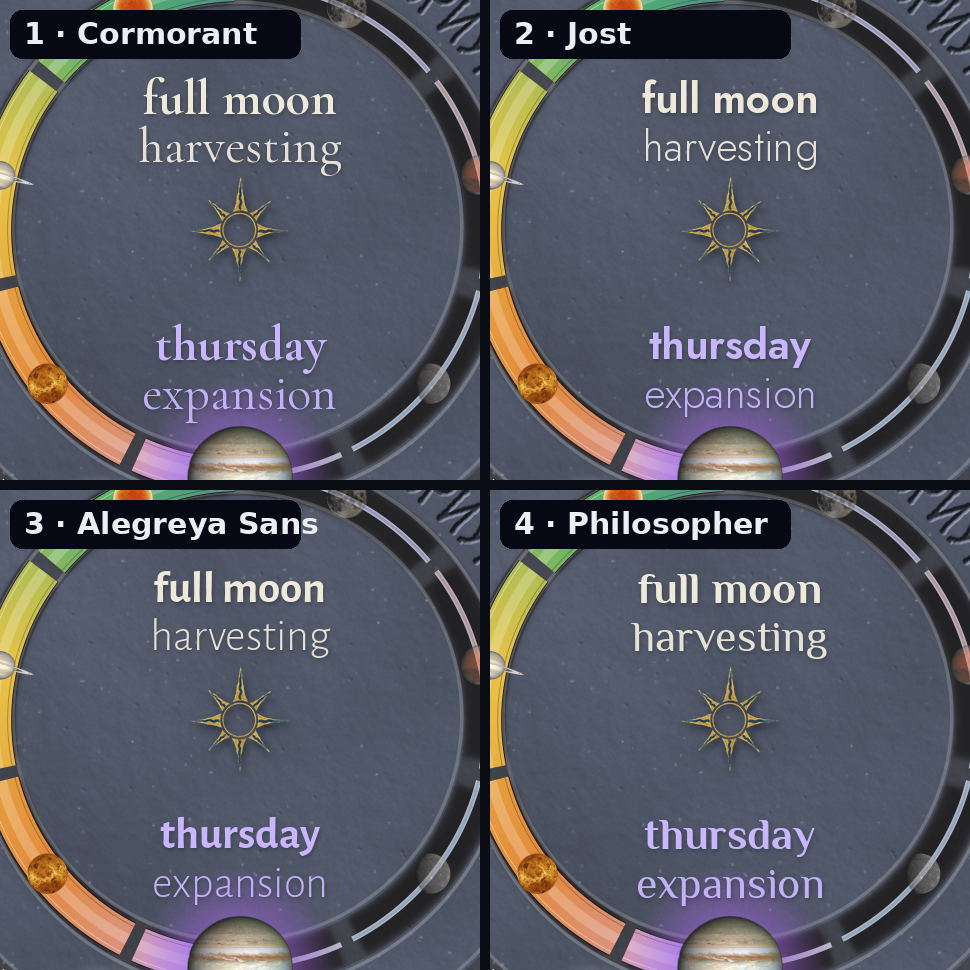 1 · Cormorant
full moon
harvesting
thursday
expansion
2 · Jost
full moon
harvesting
thursday
expansion
3 · Alegreya Sans
full moon
harvesting
thursday
expansion
4 · Philosopher
full moon
harvesting
thursday
expansion